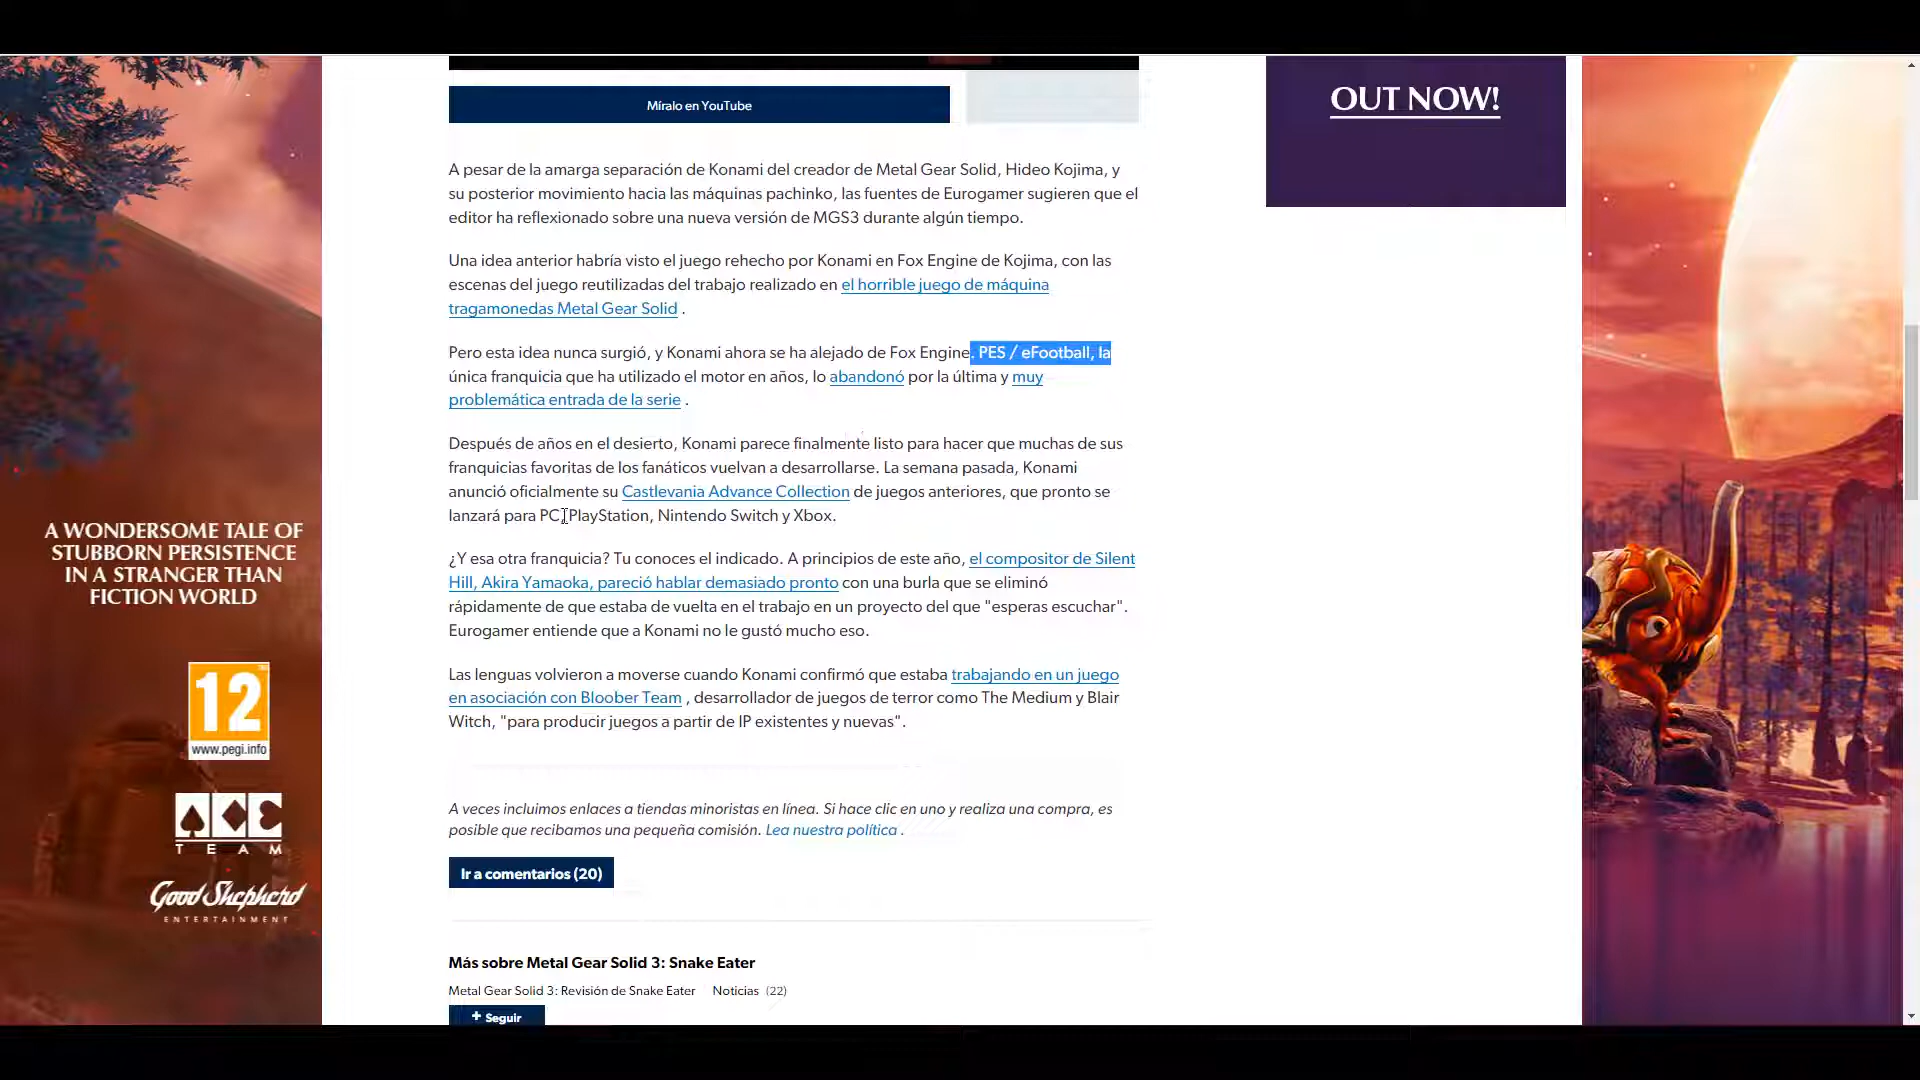 Míralo en YouTube
OUT NOW!
A pesar de la amarga separación de Konami del creador de Metal Gear Solid, Hideo Kojima, y
su posterior movimiento hacia las máquinas pachinko, las fuentes de Eurogamer sugieren que el
editor ha reflexionado sobre una nueva versión de MGS3 durante algún tiempo.
Una idea anterior habría visto el juego rehecho por Konami en Fox Engine de Kojima, con las
escenas del juego reutilizadas del trabajo realizado en el horrible juego de máquina
tragamonedas Metal Gear Solid .
Pero esta idea nunca surgió, y Konami ahora se ha alejado de Fox Engine. PES / eFootball, la
única franquicia que ha utilizado el motor en años, lo abandonó por la última y muy
problemática entrada de la serie .
Después de años en el desierto, Konami parece finalmente listo para hacer que muchas de sus
franquicias favoritas de los fanáticos vuelvan a desarrollarse. La semana pasada, Konami
anunció oficialmente su Castlevania Advance Collection de juegos anteriores, que pronto se
lanzará para PC, PlayStation, Nintendo Switch y Xbox.
¿Y esa otra franquicia? Tu conoces el indicado. A principios de este año, el compositor de Silent
Hill, Akira Yamaoka, pareció hablar demasiado pronto con una burla que se eliminó
rápidamente de que estaba de vuelta en el trabajo en un proyecto del que "esperas escuchar".
Eurogamer entiende que a Konami no le gustó mucho eso.
Las lenguas volvieron a moverse cuando Konami confirmó que estaba trabajando en un juego
en asociación con Bloober Team , desarrollador de juegos de terror como The Medium y Blair
Witch, "para producir juegos a partir de IP existentes y nuevas".
A veces incluimos enlaces a tiendas minoristas en línea. Si hace clic en uno y realiza una compra, es
posible que recibamos una pequeña comisión. Lea nuestra política .
Ir a comentarios (20)
Más sobre Metal Gear Solid 3: Snake Eater
Metal Gear Solid 3: Revisión de Snake Eater Noticias (22)
+ Seguir
A WONDERSOME TALE OF
STUBBORN PERSISTENCE
IN A STRANGER THAN
FICTION WORLD
12
www.pegi.info
ACE
TEAM
Good Shepherd
ENTERTAINMENT